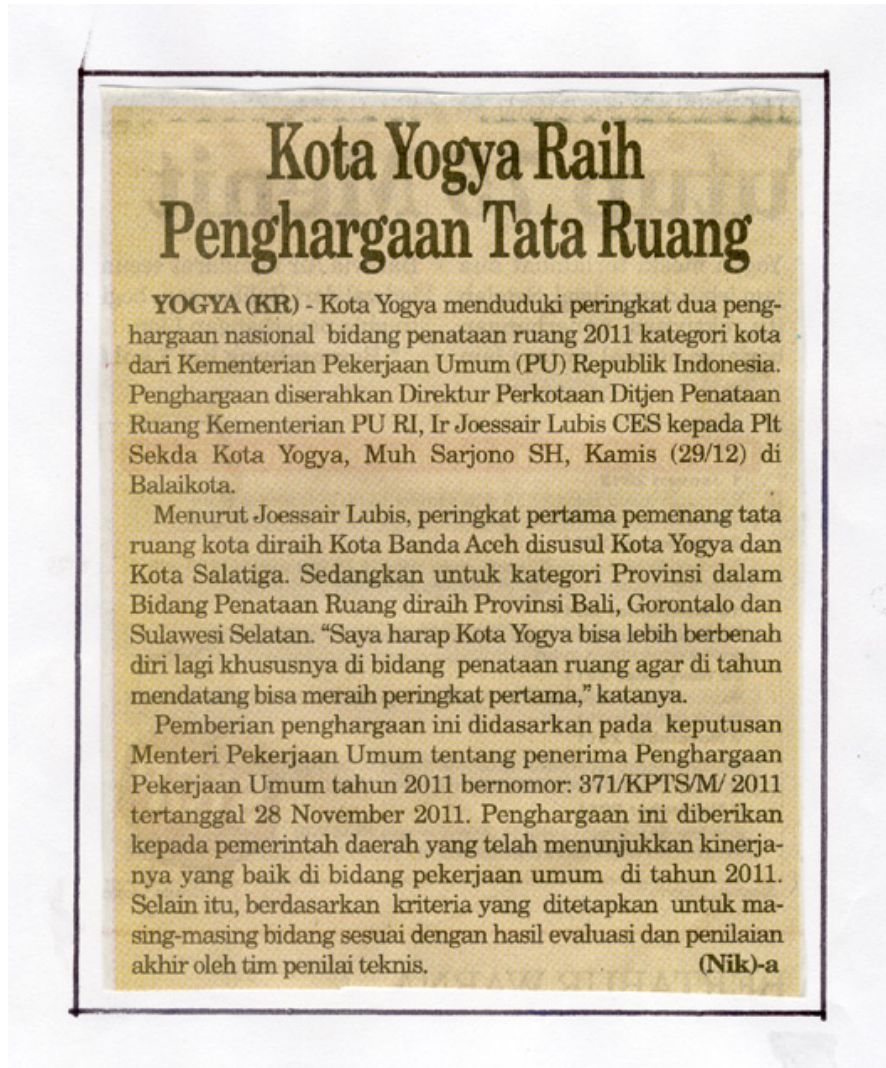 Kota Yogya Raih
Penghargaan Tata Ruang
YOGYA (KR) - Kota Yogya menduduki peringkat dua peng-
hargaan nasional bidang penataan ruang 2011 kategori kota
dari Kementerian Pekerjaan Umum (PU) Republik Indonesia.
Penghargaan diserahkan Direktur Perkotaan Ditjen Penataan
Ruang Kementerian PU RI, Ir Joessair Lubis CES kepada Plt
Sekda Kota Yogya, Muh Sarjono SH, Kamis (29/12) di
Balaikota.
Menurut Joessair Lubis, peringkat pertama pemenang tata
ruang kota diraih Kota Banda Aceh disusul Kota Yogya dan
Kota Salatiga. Sedangkan untuk kategori Provinsi dalam
Bidang Penataan Ruang diraih Provinsi Bali, Gorontalo dan
Sulawesi Selatan. “Saya harap Kota Yogya bisa lebih berbenah
diri lagi khususnya di bidang penataan ruang agar di tahun
mendatang bisa meraih peringkat pertama,” katanya.
Pemberian penghargaan ini didasarkan pada keputusan
Menteri Pekerjaan Umum tentang penerima Penghargaan
Pekerjaan Umum tahun 2011 bernomor: 371/KPTS/M/ 2011
tertanggal 28 November 2011. Penghargaan ini diberikan
kepada pemerintah daerah yang telah menunjukkan kinerja-
nya yang baik di bidang pekerjaan umum di tahun 2011.
Selain itu, berdasarkan kriteria yang ditetapkan untuk ma-
sing-masing bidang sesuai dengan hasil evaluasi dan penilaian
akhir oleh tim penilai teknis. (Nik)-a